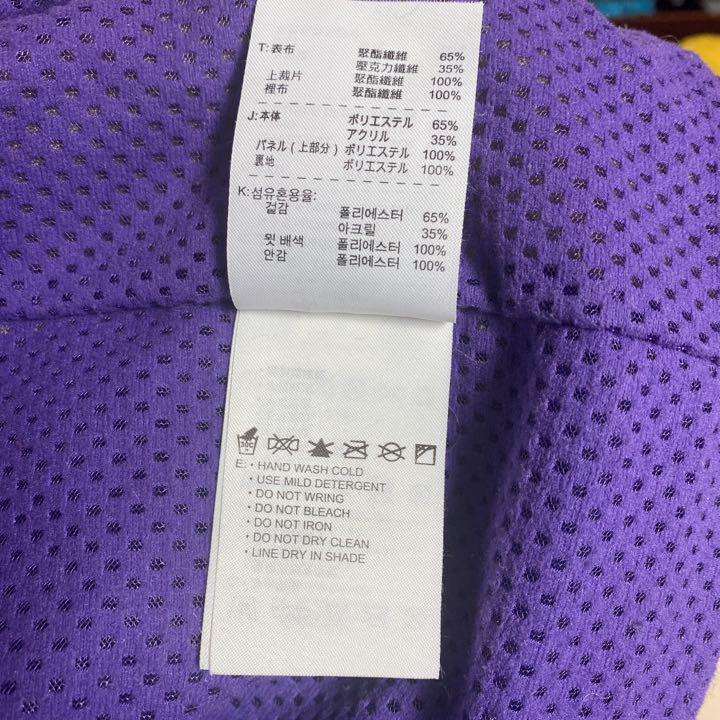 T:表布 聚酯纖維 65%
壓克力纖維 35%
上裁片 聚酯纖維 100%
裡布 聚酯纖維 100%
J:本体 ポリエステル 65%
アクリル 35%
パネル(上部分) ポリエステル 100%
裏地 ポリエステル 100%
K:섬유혼용율:
겉감 폴리에스터 65%
아크릴 35%
윗 배색 폴리에스터 100%
안감 폴리에스터 100%
E: • HAND WASH COLD
• USE MILD DETERGENT
• DO NOT WRING
• DO NOT BLEACH
• DO NOT IRON
• DO NOT DRY CLEAN
• LINE DRY IN SHADE